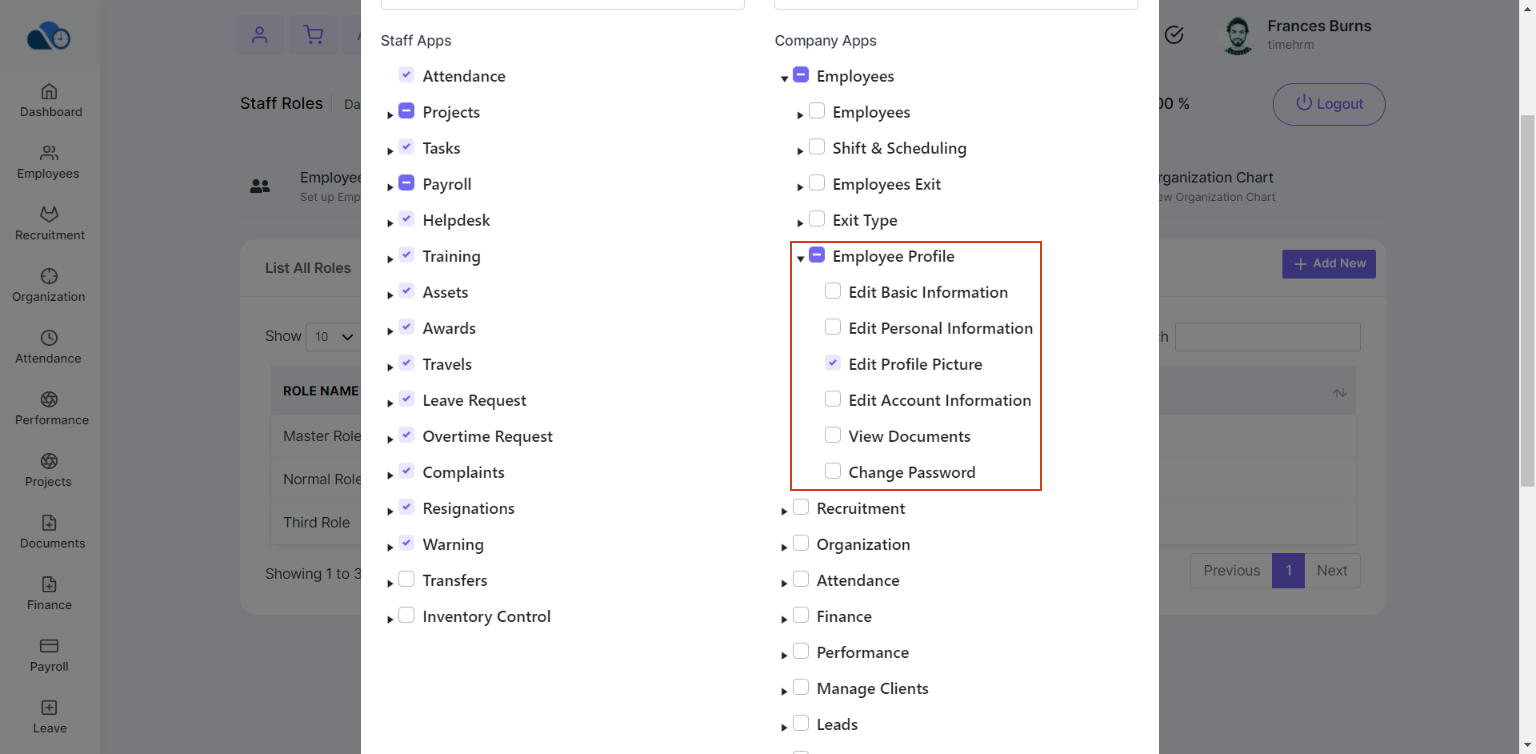 Frances Burns
timehrm
Dashboard
Employees
Recruitment
Organization
Attendance
Performance
Projects
Documents
Finance
Payroll
Leave
Staff Roles
Da
00 %
Logout
Employee
Set up Emp
rganization Chart
ew Organization Chart
List All Roles
Add New
Show 10
h
ROLE NAME
Master Role
Normal Role
Third Role
Showing 1 to 3
Previous 1 Next
Staff Apps
Attendance
Projects
Tasks
Payroll
Helpdesk
Training
Assets
Awards
Travels
Leave Request
Overtime Request
Complaints
Resignations
Warning
Transfers
Inventory Control
Company Apps
Employees
Employees
Shift & Scheduling
Employees Exit
Exit Type
Employee Profile
Edit Basic Information
Edit Personal Information
Edit Profile Picture
Edit Account Information
View Documents
Change Password
Recruitment
Organization
Attendance
Finance
Performance
Manage Clients
Leads